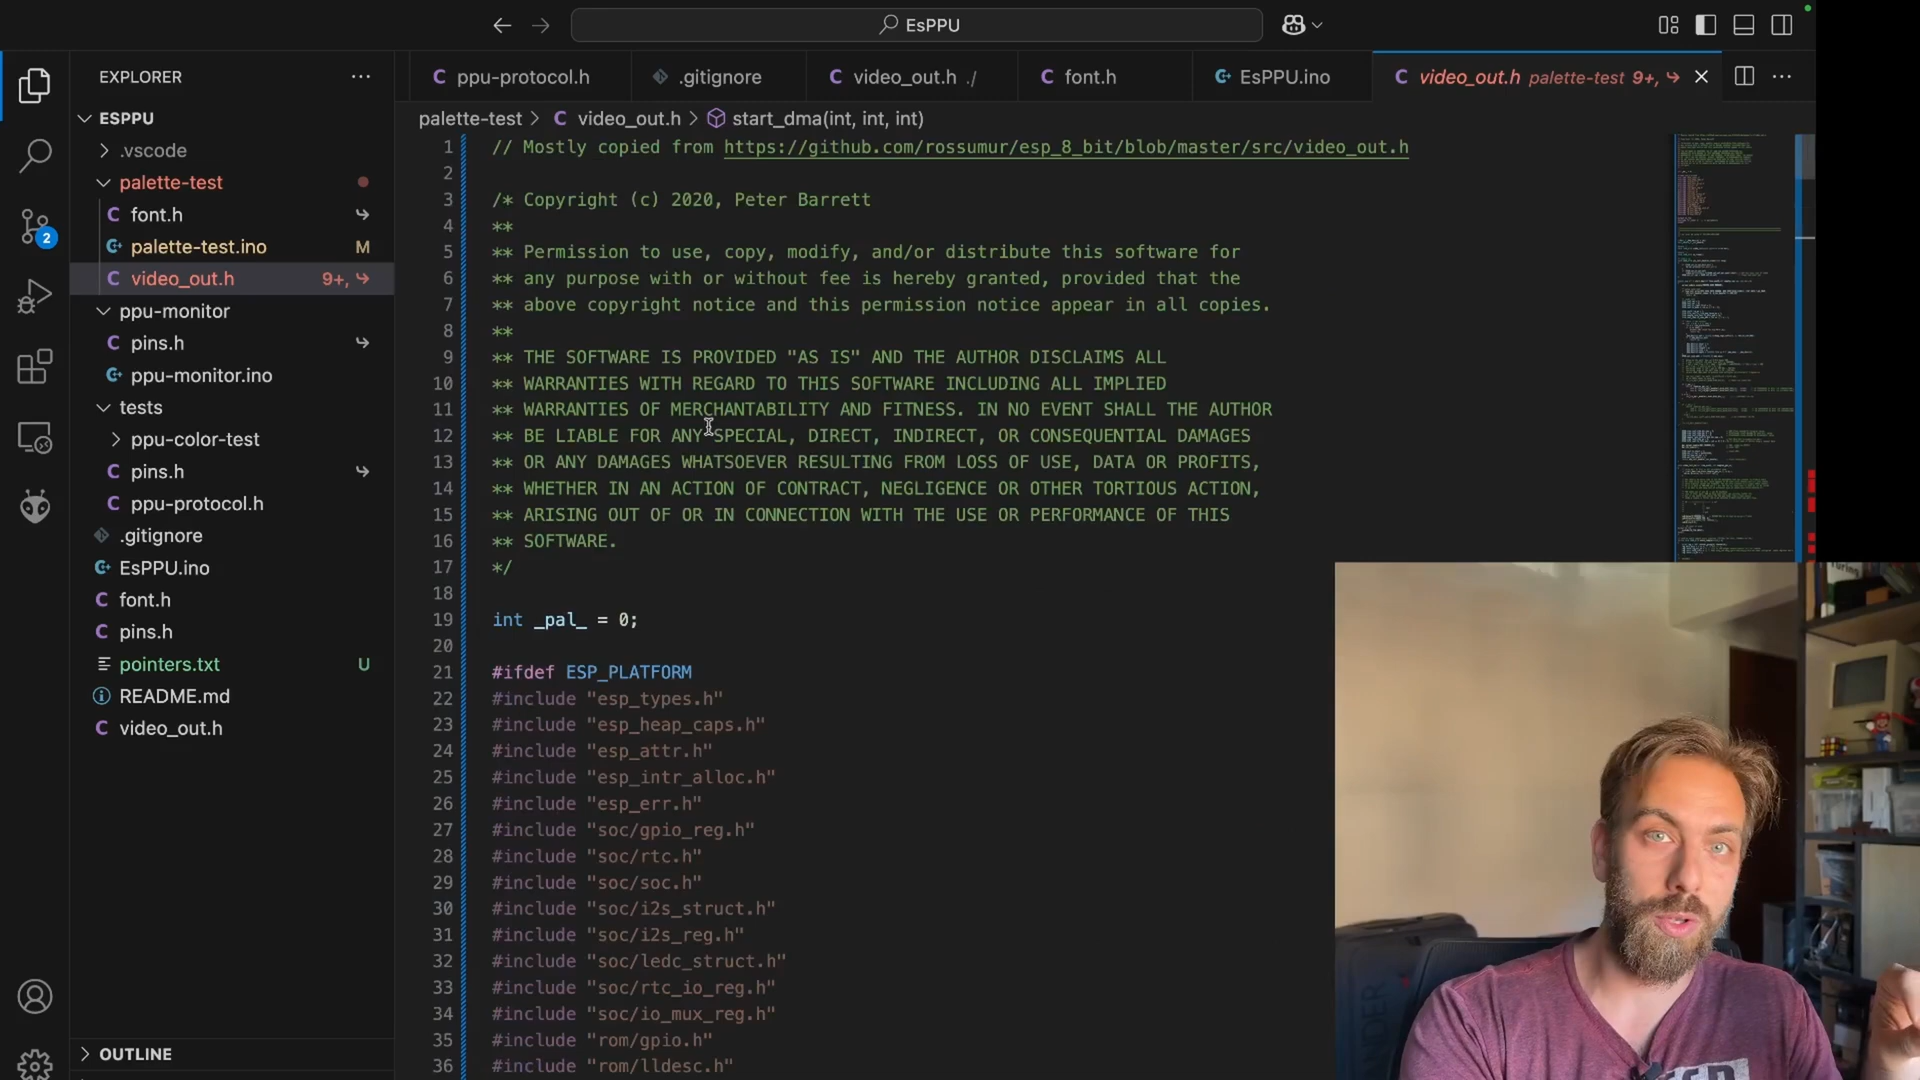 EsPPU
EXPLORER
ppu-protocol.h
.gitignore
video_out.h ./
font.h
EsPPU.ino
video_out.h palette-test 9+,
ESPPU
.vscode
palette-test
font.h
palette-test.ino M
video_out.h 9+,
ppu-monitor
pins.h
ppu-monitor.ino
tests
ppu-color-test
pins.h
ppu-protocol.h
.gitignore
EsPPU.ino
font.h
pins.h
pointers.txt U
README.md
video_out.h
OUTLINE
2
palette-test > C video_out.h > start_dma(int, int, int)
1 // Mostly copied from https://github.com/rossumur/esp_8_bit/blob/master/src/video_out.h
2
3 /* Copyright (c) 2020, Peter Barrett
4 **
5 ** Permission to use, copy, modify, and/or distribute this software for
6 ** any purpose with or without fee is hereby granted, provided that the
7 ** above copyright notice and this permission notice appear in all copies.
8 **
9 ** THE SOFTWARE IS PROVIDED "AS IS" AND THE AUTHOR DISCLAIMS ALL
10 ** WARRANTIES WITH REGARD TO THIS SOFTWARE INCLUDING ALL IMPLIED
11 ** WARRANTIES OF MERCHANTABILITY AND FITNESS. IN NO EVENT SHALL THE AUTHOR
12 ** BE LIABLE FOR ANY SPECIAL, DIRECT, INDIRECT, OR CONSEQUENTIAL DAMAGES
13 ** OR ANY DAMAGES WHATSOEVER RESULTING FROM LOSS OF USE, DATA OR PROFITS,
14 ** WHETHER IN AN ACTION OF CONTRACT, NEGLIGENCE OR OTHER TORTIOUS ACTION,
15 ** ARISING OUT OF OR IN CONNECTION WITH THE USE OR PERFORMANCE OF THIS
16 ** SOFTWARE.
17 */
18
19 int _pal_ = 0;
20
21 #ifdef ESP_PLATFORM
22 #include "esp_types.h"
23 #include "esp_heap_caps.h"
24 #include "esp_attr.h"
25 #include "esp_intr_alloc.h"
26 #include "esp_err.h"
27 #include "soc/gpio_reg.h"
28 #include "soc/rtc.h"
29 #include "soc/soc.h"
30 #include "soc/i2s_struct.h"
31 #include "soc/i2s_reg.h"
32 #include "soc/ledc_struct.h"
33 #include "soc/rtc_io_reg.h"
34 #include "soc/io_mux_reg.h"
35 #include "rom/gpio.h"
36 #include "rom/lldesc.h"